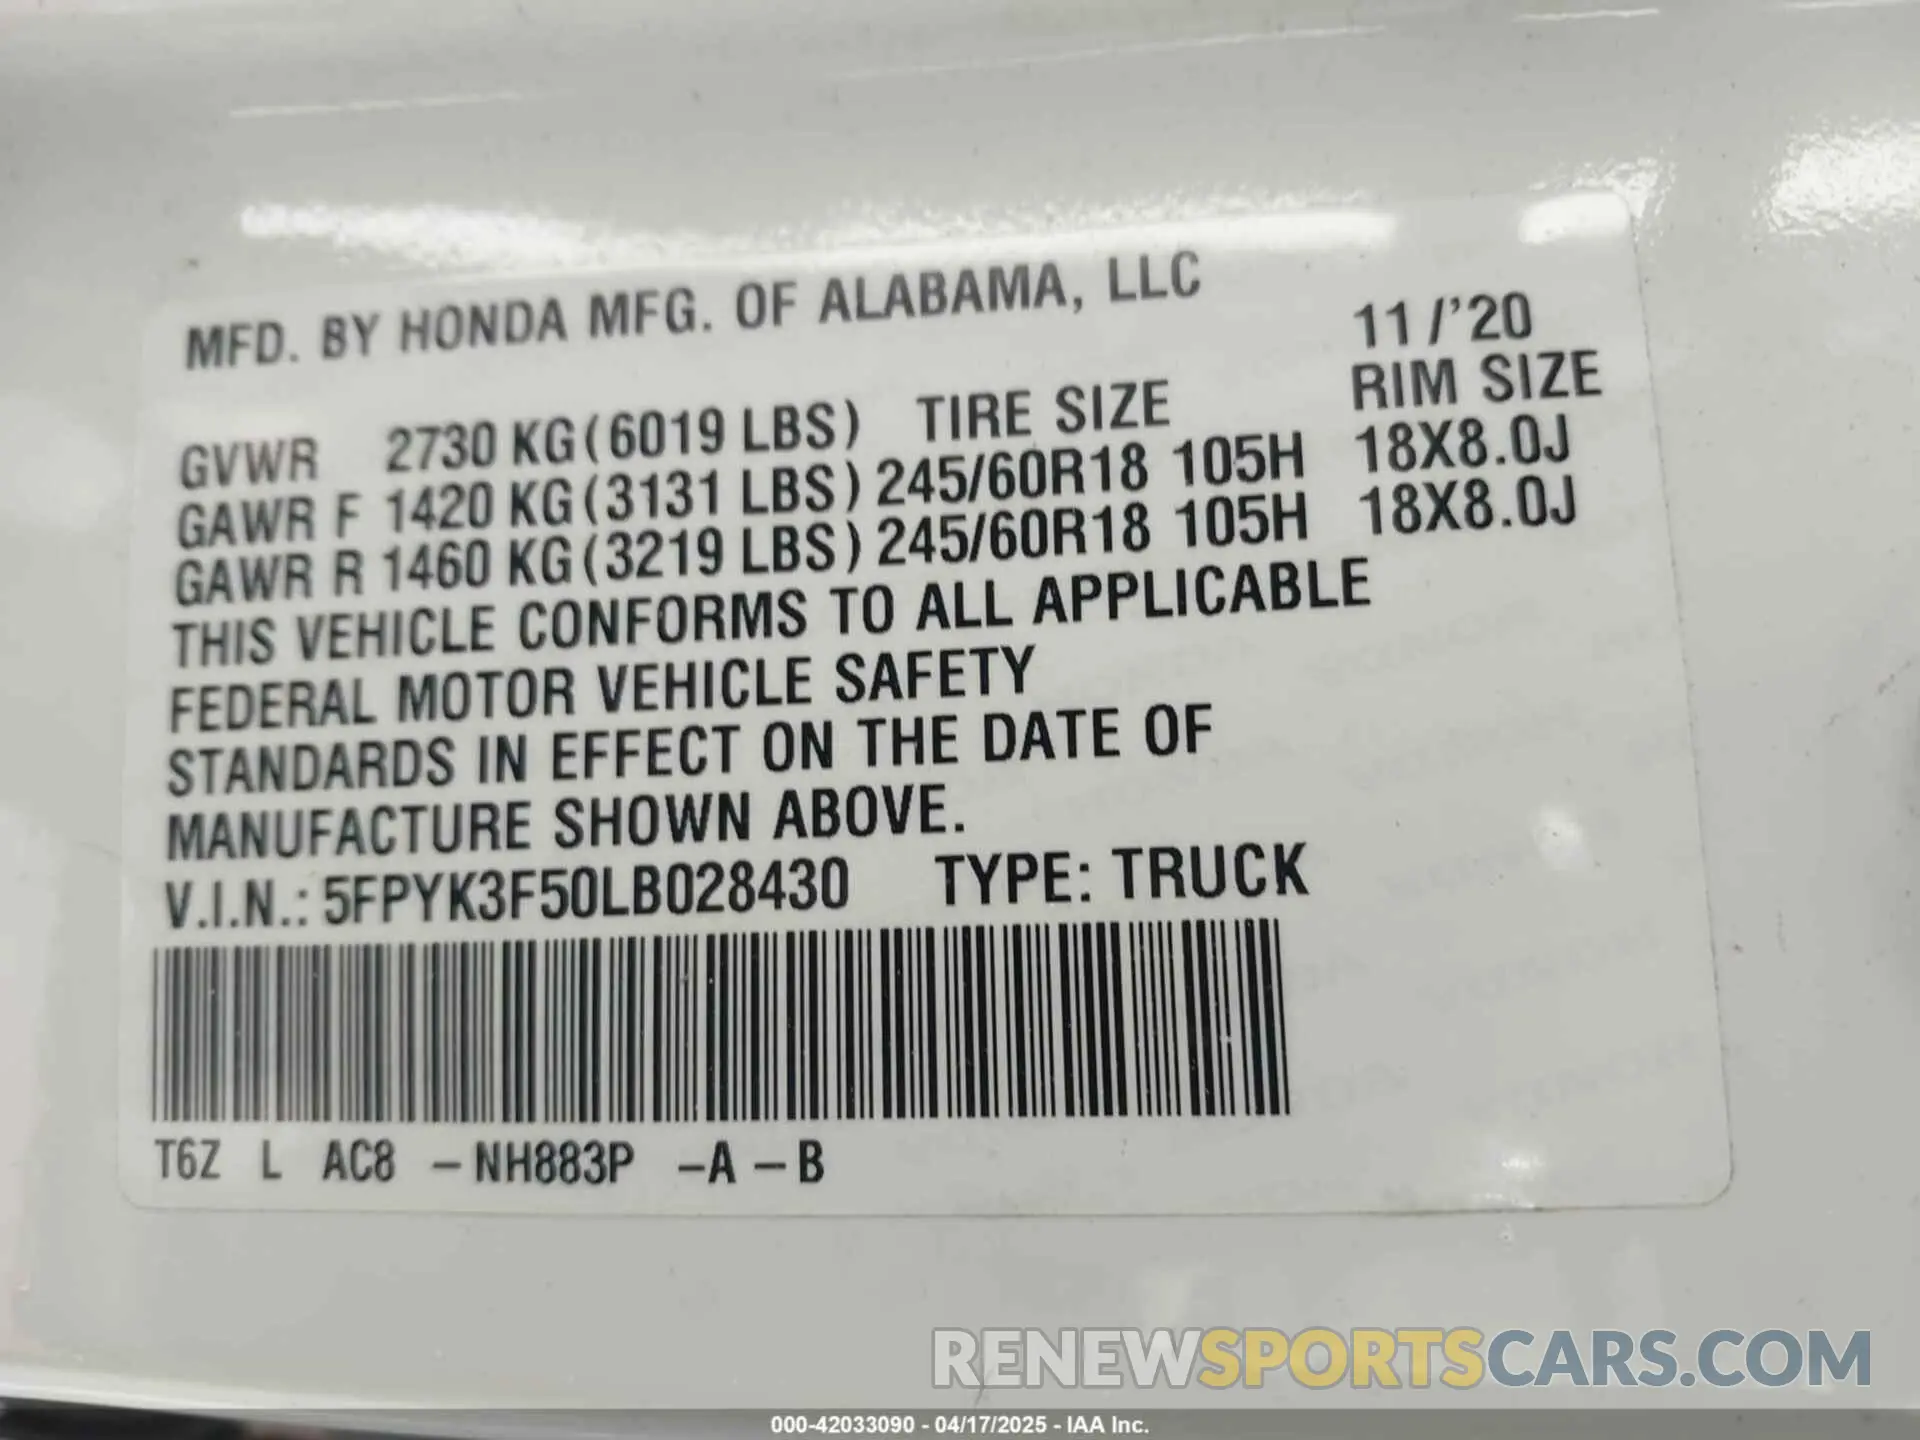 MFD. BY HONDA MFG. OF ALABAMA, LLC 11/'20
GVWR 2730 KG(6019 LBS) TIRE SIZE RIM SIZE
GAWR F 1420 KG(3131 LBS) 245/60R18 105H 18X8.0J
GAWR R 1460 KG(3219 LBS) 245/60R18 105H 18X8.0J
THIS VEHICLE CONFORMS TO ALL APPLICABLE
FEDERAL MOTOR VEHICLE SAFETY
STANDARDS IN EFFECT ON THE DATE OF
MANUFACTURE SHOWN ABOVE.
V.I.N.: 5FPYK3F50LB028430 TYPE: TRUCK
T6Z L AC8 -NH883P -A-B
RENEWSPORTSCARS.COM
000-42033090 - 04/17/2025 - IAA Inc.